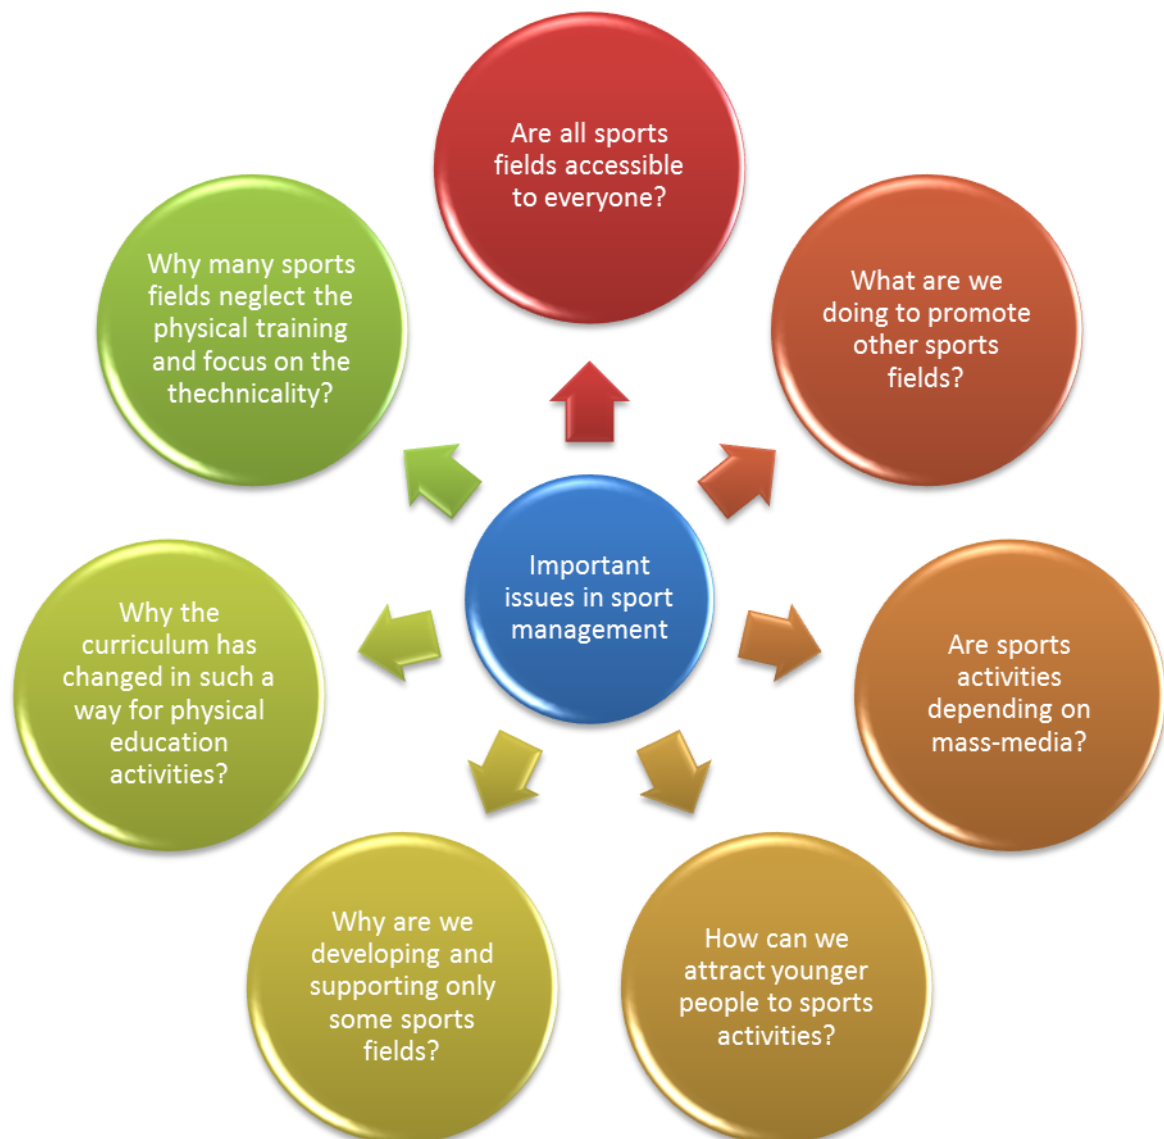 Are all sports
fields accessible
to everyone?
What are we
doing to promote
other sports
fields?
Are sports
activities
depending on
mass-media?
How can we
attract younger
people to sports
activities?
Why are we
developing and
supporting only
some sports
fields?
Why the
curriculum has
changed in such a
way for physical
education
activities?
Why many sports
fields neglect the
physical training
and focus on the
thechnicality?
Important
issues in sport
management